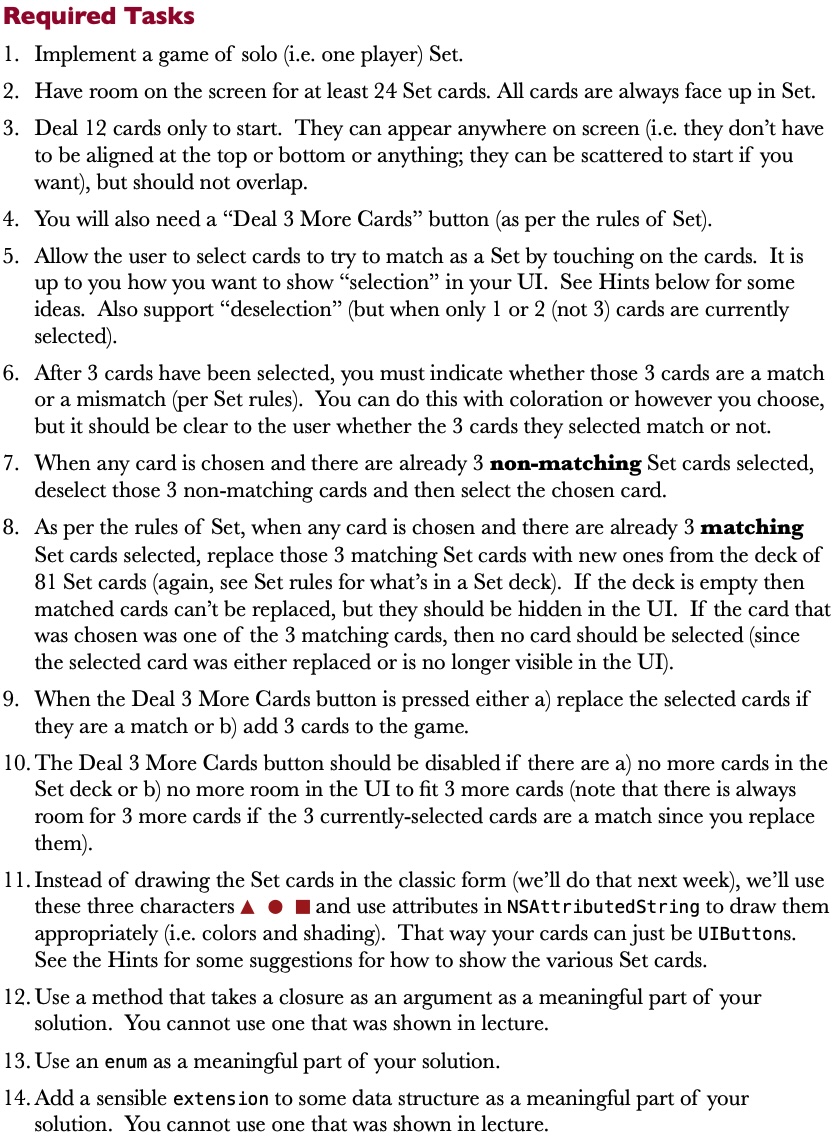 Required Tasks
1. Implement a game of solo (i.e. one player) Set.
2. Have room on the screen for at least 24 Set cards. All cards are always face up in Set.
3. Deal 12 cards only to start. They can appear anywhere on screen (i.e. they don’t have
to be aligned at the top or bottom or anything; they can be scattered to start if you
want), but should not overlap.
4. You will also need a “Deal 3 More Cards” button (as per the rules of Set).
5. Allow the user to select cards to try to match as a Set by touching on the cards. It is
up to you how you want to show “selection” in your UI. See Hints below for some
ideas. Also support “deselection” (but when only 1 or 2 (not 3) cards are currently
selected).
6. After 3 cards have been selected, you must indicate whether those 3 cards are a match
or a mismatch (per Set rules). You can do this with coloration or however you choose,
but it should be clear to the user whether the 3 cards they selected match or not.
7. When any card is chosen and there are already 3 non-matching Set cards selected,
deselect those 3 non-matching cards and then select the chosen card.
8. As per the rules of Set, when any card is chosen and there are already 3 matching
Set cards selected, replace those 3 matching Set cards with new ones from the deck of
81 Set cards (again, see Set rules for what’s in a Set deck). If the deck is empty then
matched cards can’t be replaced, but they should be hidden in the UI. If the card that
was chosen was one of the 3 matching cards, then no card should be selected (since
the selected card was either replaced or is no longer visible in the UI).
9. When the Deal 3 More Cards button is pressed either a) replace the selected cards if
they are a match or b) add 3 cards to the game.
10. The Deal 3 More Cards button should be disabled if there are a) no more cards in the
Set deck or b) no more room in the UI to fit 3 more cards (note that there is always
room for 3 more cards if the 3 currently-selected cards are a match since you replace
them).
11. Instead of drawing the Set cards in the classic form (we’ll do that next week), we’ll use
these three characters ▲ ● ■ and use attributes in NSAttributedString to draw them
appropriately (i.e. colors and shading). That way your cards can just be UIButtons.
See the Hints for some suggestions for how to show the various Set cards.
12. Use a method that takes a closure as an argument as a meaningful part of your
solution. You cannot use one that was shown in lecture.
13. Use an enum as a meaningful part of your solution.
14. Add a sensible extension to some data structure as a meaningful part of your
solution. You cannot use one that was shown in lecture.